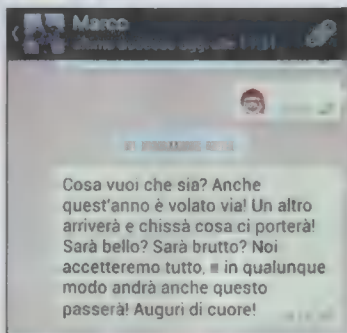 Marco
Cosa vuoi che sia? Anche
quest'anno è volato via! Un altro
arriverà e chissà cosa ci porterà!
Sarà bello? Sarà brutto? Noi
accetteremo tutto, in qualunque
modo andrà anche questo
passerà! Auguri di cuore!